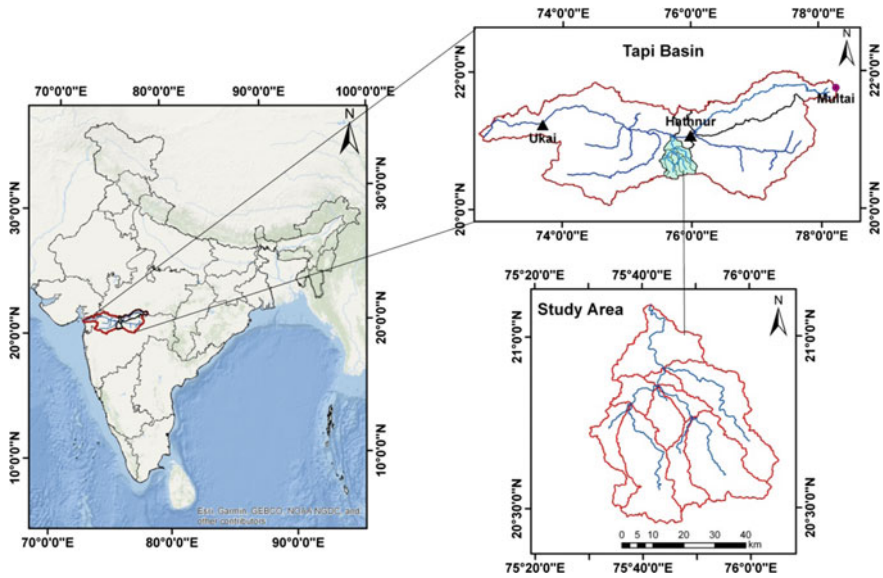 70°0'0"E 80°0'0"E 90°0'0"E 100°0'0"E
N
30°0'0"N
20°0'0"N
10°0'0"N
30°0'0"N
20°0'0"N
10°0'0"N
Esri, Garmin, GEBCO, NOAA NGDC, and
other contributors
70°0'0"E 80°0'0"E 90°0'0"E
74°0'0"E 76°0'0"E 78°0'0"E
Tapi Basin
N
22°0'0"N
20°0'0"N
22°0'0"N
20°0'0"N
Multai
Hathnur
Ukai
74°0'0"E 76°0'0"E 78°0'0"E
75°20'0"E 75°40'0"E 76°0'0"E
Study Area
N
21°0'0"N
20°30'0"N
21°0'0"N
20°30'0"N
0 5 10 20 30 40
km
75°20'0"E 75°40'0"E 76°0'0"E